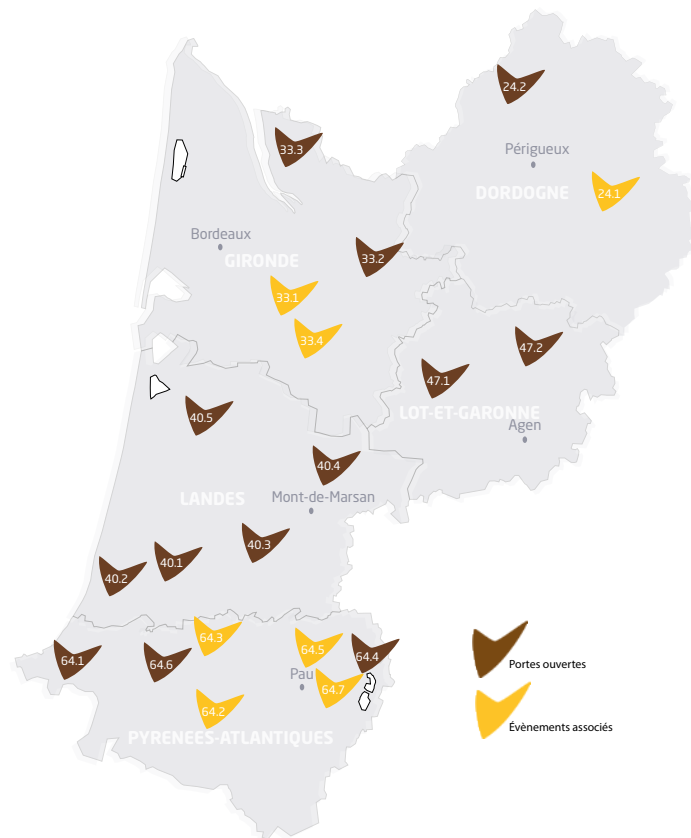 24.2
33.3
Périgueux
DORDOGNE
24.1
Bordeaux
GIRONDE
33.2
33.1
33.4
47.2
47.1
LOT-ET-GARONNE
Agen
40.5
40.4
LANDES
Mont-de-Marsan
40.3
40.1
40.2
64.3
64.5
64.4
64.1
64.6
Pau
64.7
64.2
PYRENEES-ATLANTIQUES
Portes ouvertes
Évènements associés